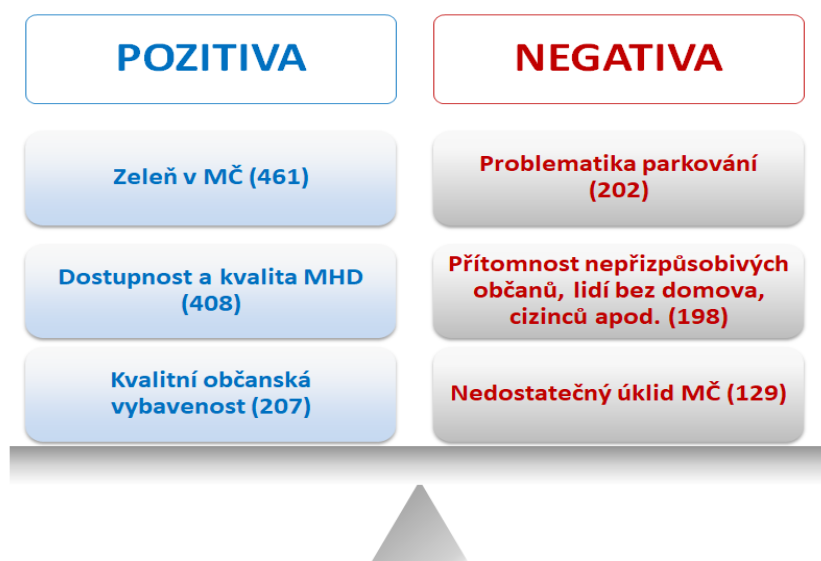 POZITIVA
NEGATIVA
Zeleň v MČ (461)
Problematika parkování
(202)
Dostupnost a kvalita MHD
(408)
Přítomnost nepřizpůsobivých
občanů, lidí bez domova,
cizinců apod. (198)
Kvalitní občanská
vybavenost (207)
Nedostatečný úklid MČ (129)